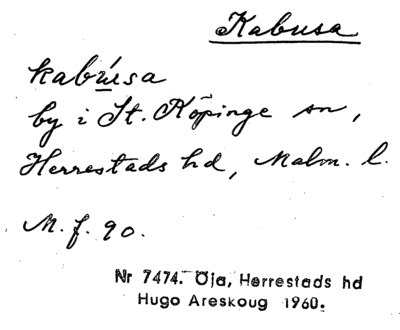 Kabusa
kabúsa
by i St. Köpinge sn,
Herrestads hd, Malm. l.
M. f. 90.
Nr 7474. Öja, Herrestads hd
Hugo Areskoug 1960.